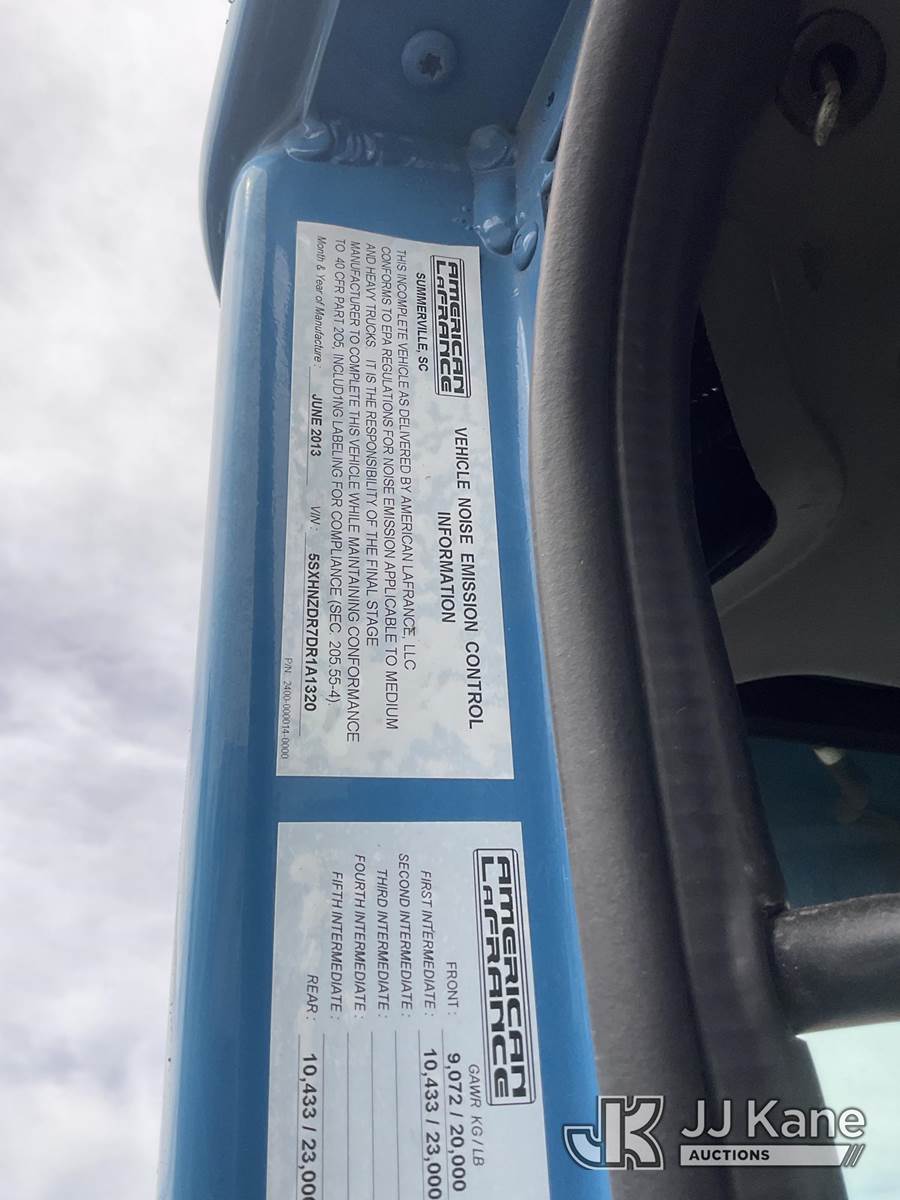 AMERICAN
LAFRANCE
SUMMERVILLE, SC
VEHICLE NOISE EMISSION CONTROL
INFORMATION
THIS INCOMPLETE VEHICLE AS DELIVERED BY AMERICAN LAFRANCE, LLC
CONFORMS TO EPA REGULATIONS FOR NOISE EMISSION APPLICABLE TO MEDIUM
AND HEAVY TRUCKS IT IS THE RESPONSIBILITY OF THE FINAL STAGE
MANUFACTURER TO COMPLETE THIS VEHICLE WHILE MAINTAINING CONFORMANCE
TO 40 CFR PART 205, INCLUDING LABELING FOR COMPLIANCE (SEC. 205.55-4).
Month & Year of Manufacture : JUNE 2013 VIN : 5SXHNZDR7DR1A1320
P/N. 2400-000014-0000
AMERICAN
LAFRANCE
GAWR KG / LB
FRONT : 9,072 / 20,000
FIRST INTERMEDIATE : 10,433 / 23,000
SECOND INTERMEDIATE :
THIRD INTERMEDIATE :
FOURTH INTERMEDIATE :
FIFTH INTERMEDIATE :
REAR : 10,433 / 23,000
JK JJ Kane
AUCTIONS